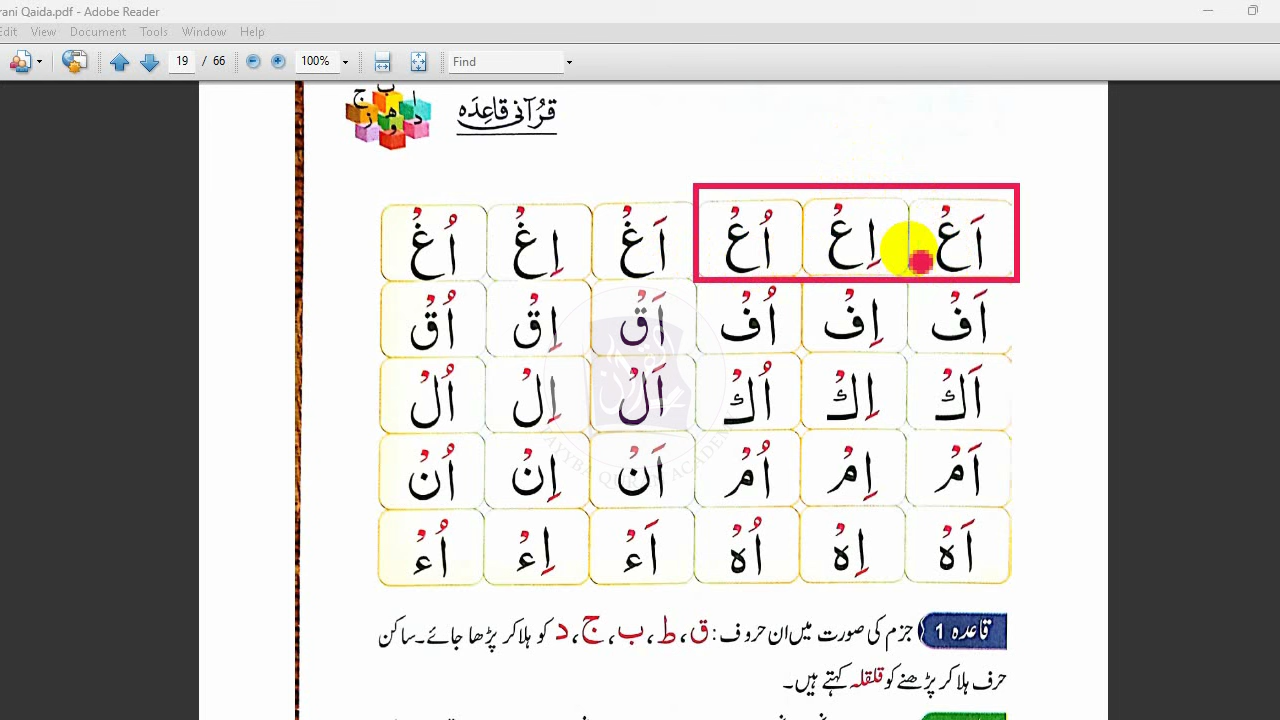 rani Qaida.pdf - Adobe Reader
Edit View Document Tools Window Help
19 / 66 100% Find
قرآنی قاعدہ
اَعْ اِعْ اُعْ اَغْ اِغْ اُغْ
اَفْ اِفْ اُفْ اَقْ اِقْ اُقْ
اَكْ اِكْ اُكْ اَلْ اِلْ اُلْ
اَمْ اِمْ اُمْ اَنْ اِنْ اُنْ
اَهْ اِهْ اُهْ اَءْ اِءْ اُءْ
قاعدہ 1 جزم کی صورت میں ان حروف: ق، ط، ب، ج، د کو ہلا کر پڑھا جائے۔ ساکن
حرف ہلا کر پڑھنے کو قلقلہ کہتے ہیں۔